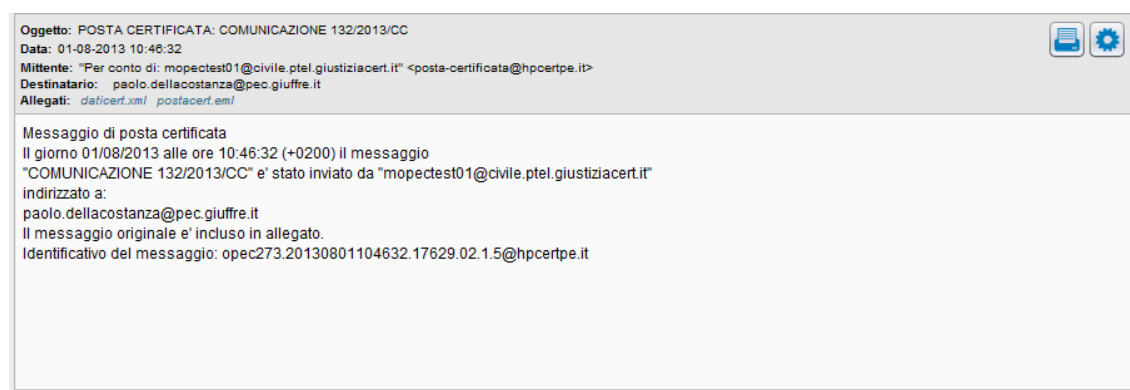 Oggetto: POSTA CERTIFICATA: COMUNICAZIONE 132/2013/CC
Data: 01-08-2013 10:46:32
Mittente: "Per conto di: mopectest01@civile.ptel.giustiziacert.it" <posta-certificata@hpcertpe.it>
Destinatario: paolo.dellacostanza@pec.giuffre.it
Allegati: daticert.xml postacert.eml
Messaggio di posta certificata
Il giorno 01/08/2013 alle ore 10:46:32 (+0200) il messaggio
"COMUNICAZIONE 132/2013/CC" e' stato inviato da "mopectest01@civile.ptel.giustiziacert.it"
indirizzato a:
paolo.dellacostanza@pec.giuffre.it
Il messaggio originale e' incluso in allegato.
Identificativo del messaggio: opec273.20130801104632.17629.02.1.5@hpcertpe.it